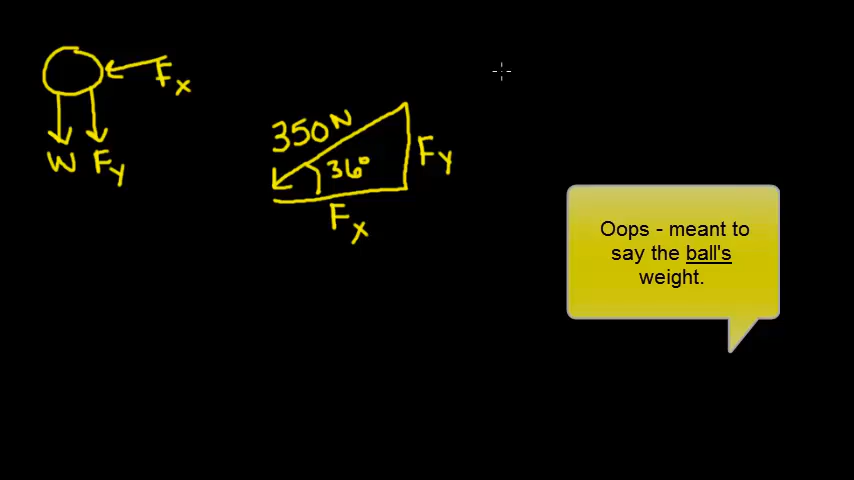 Fx
W Fy
350N
36°
Fy
Fx
Oops - meant to
say the ball's
weight.